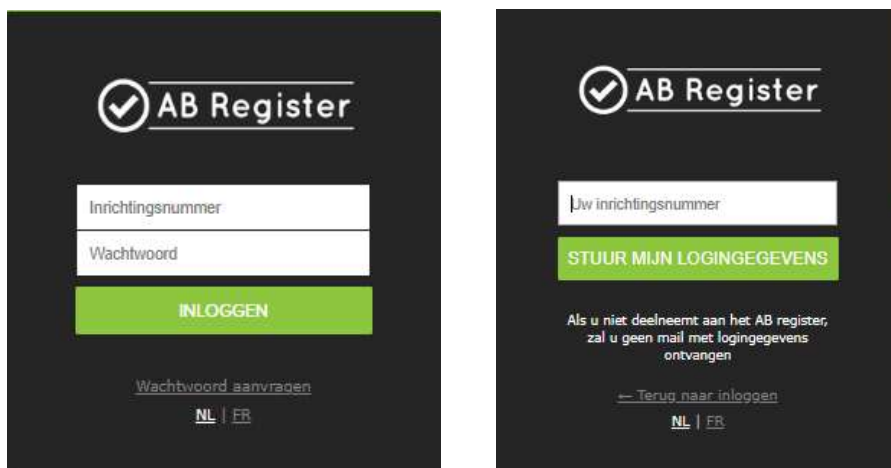 AB Register
Inrichtingsnummer
Wachtwoord
INLOGGEN
Wachtwoord aanvragen
NL | FR
AB Register
Uw inrichtingsnummer
STUUR MIJN LOGINGEGEVENS
Als u niet deelneemt aan het AB register,
zal u geen mail met logingegevens
ontvangen
← Terug naar inloggen
NL | FR